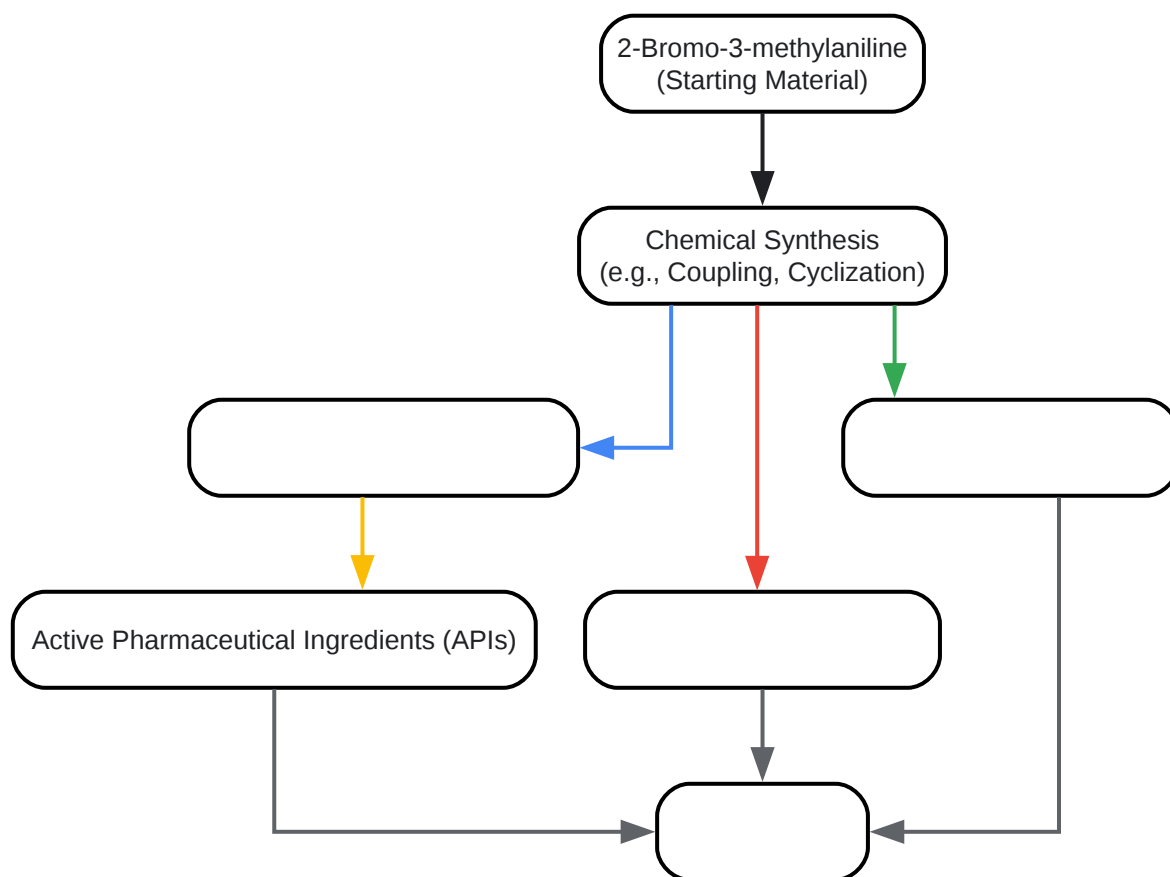 2-Bromo-3-methylaniline
(Starting Material)
Chemical Synthesis
(e.g., Coupling, Cyclization)
Active Pharmaceutical Ingredients (APIs)